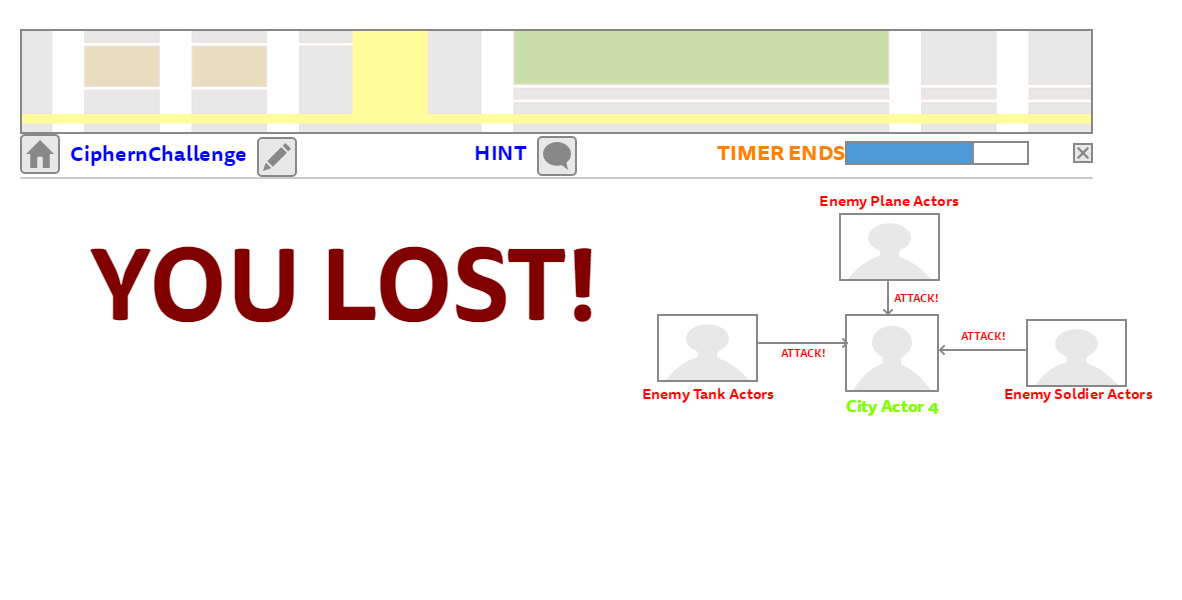 CiphernChallenge
HINT
TIMER ENDS
YOU LOST!
Enemy Plane Actors
ATTACK!
ATTACK!
ATTACK!
Enemy Tank Actors
City Actor 4
Enemy Soldier Actors